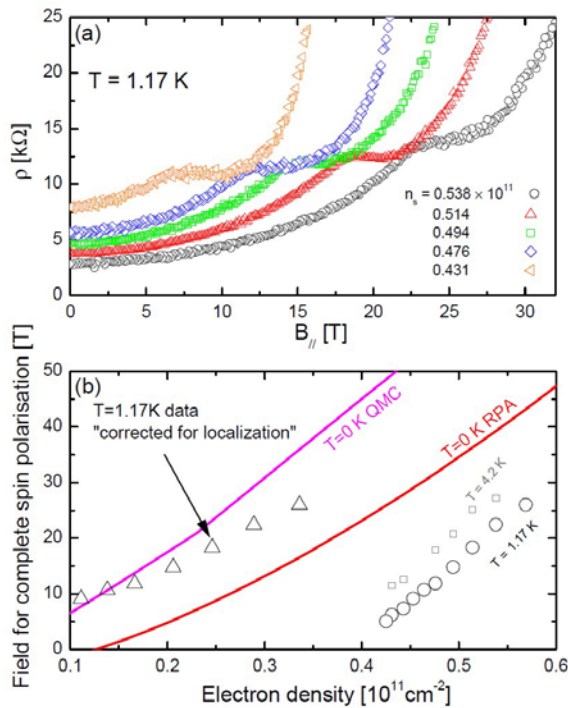 (a)
T = 1.17 K
ρ [kΩ]
25
20
15
10
5
0
n_s = 0.538 × 10^11
0.514
0.494
0.476
0.431
0 5 10 15 20 25 30
B_// [T]
(b)
T=1.17K data
"corrected for localization"
T=0 K QMC
T=0 K RPA
T = 4.2 K
T = 1.17 K
Field for complete spin polarisation [T]
50
40
30
20
10
0
0.1 0.2 0.3 0.4 0.5 0.6
Electron density [10^11cm^-2]